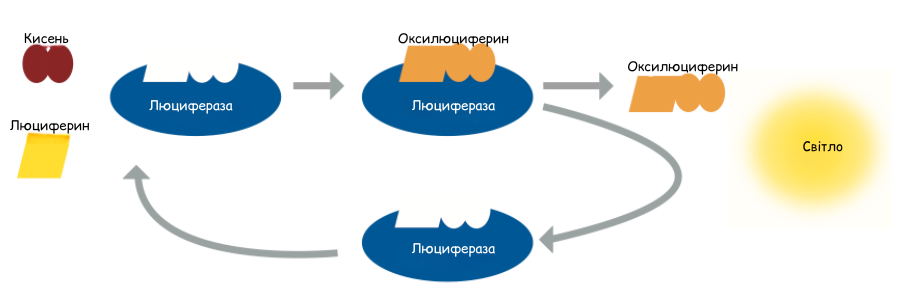 Кисень
Люциферин
Люцифераза
Оксилюциферин
Люцифераза
Оксилюциферин
Світло
Люцифераза